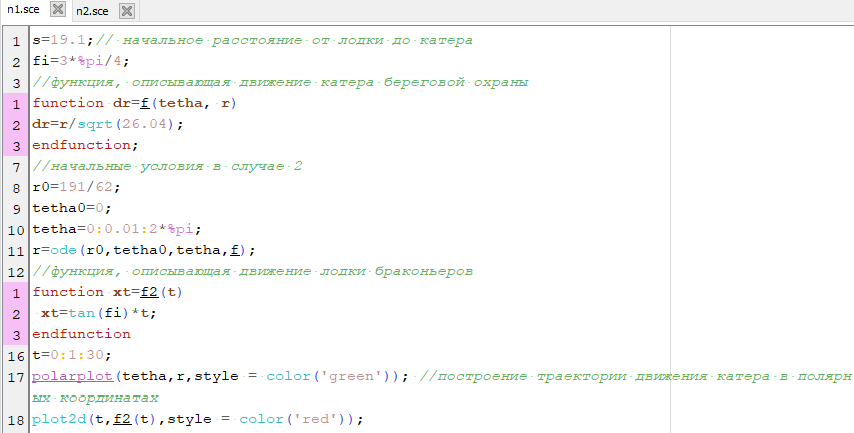 n1.sce n2.sce
1 s=19.1;// начальное расстояние от лодки до катера
2 fi=3*%pi/4;
3 //функция, описывающая движение катера береговой охраны
1 function dr=f(tetha, r)
2 dr=r/sqrt(26.04);
3 endfunction;
7 //начальные условия в случае 2
8 r0=191/62;
9 tetha0=0;
10 tetha=0:0.01:2*%pi;
11 r=ode(r0,tetha0,tetha,f);
12 //функция, описывающая движение лодки браконьеров
1 function xt=f2(t)
2 xt=tan(fi)*t;
3 endfunction
16 t=0:1:30;
17 polarplot(tetha,r,style = color('green')); //построение траектории движения катера в полярн
ых координатах
18 plot2d(t,f2(t),style = color('red'));